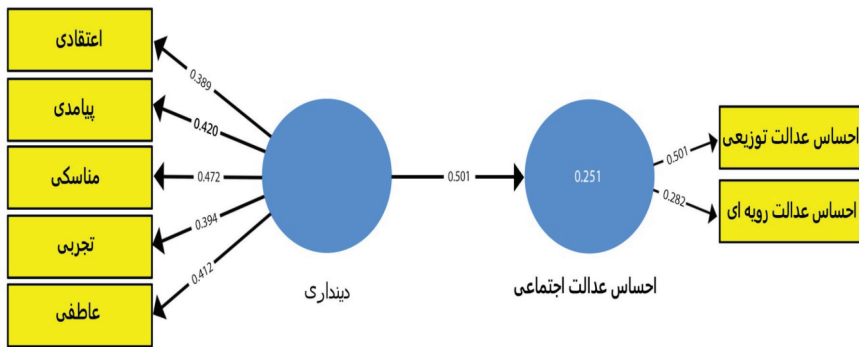 اعتقادی
0.389
پیامدی
0.420
مناسکی
0.472
تجربی
0.394
عاطفی
0.412
دینداری
0.501
0.251
احساس عدالت اجتماعی
0.501
احساس عدالت توزیعی
0.282
احساس عدالت رویه ای